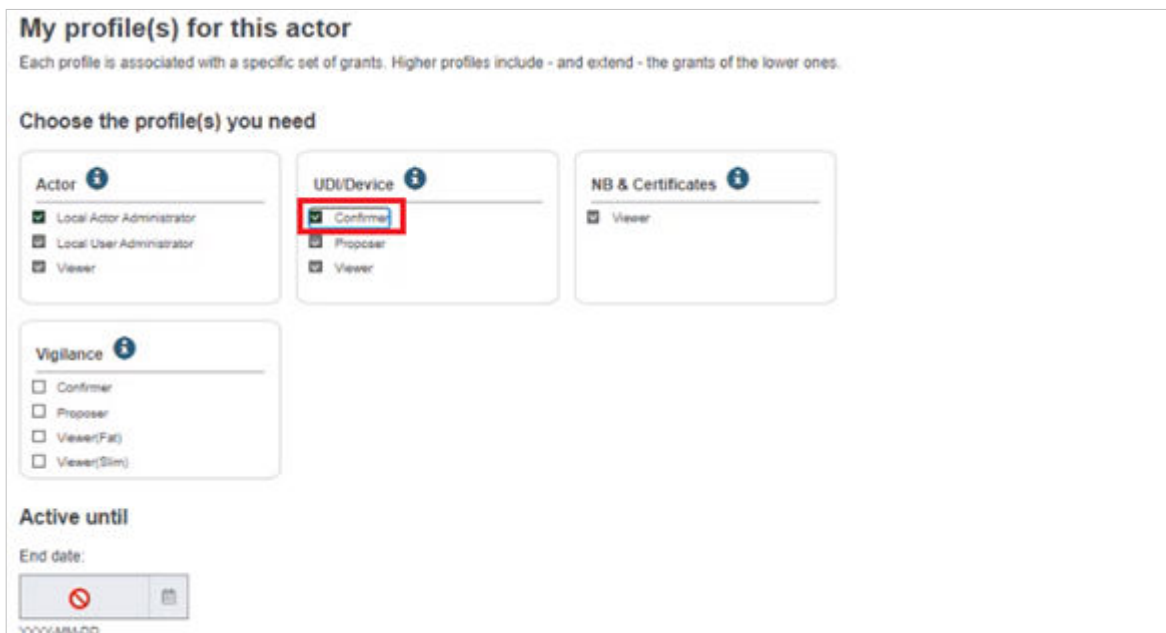 My profile(s) for this actor
Each profile is associated with a specific set of grants. Higher profiles include - and extend - the grants of the lower ones.
Choose the profile(s) you need
Actor
Local Actor Administrator
Local User Administrator
Viewer
UDI/Device
Confirmer
Proposer
Viewer
NB & Certificates
Viewer
Vigilance
Confirmer
Proposer
Viewer(Fat)
Viewer(Slim)
Active until
End date:
YYYY-MM-DD